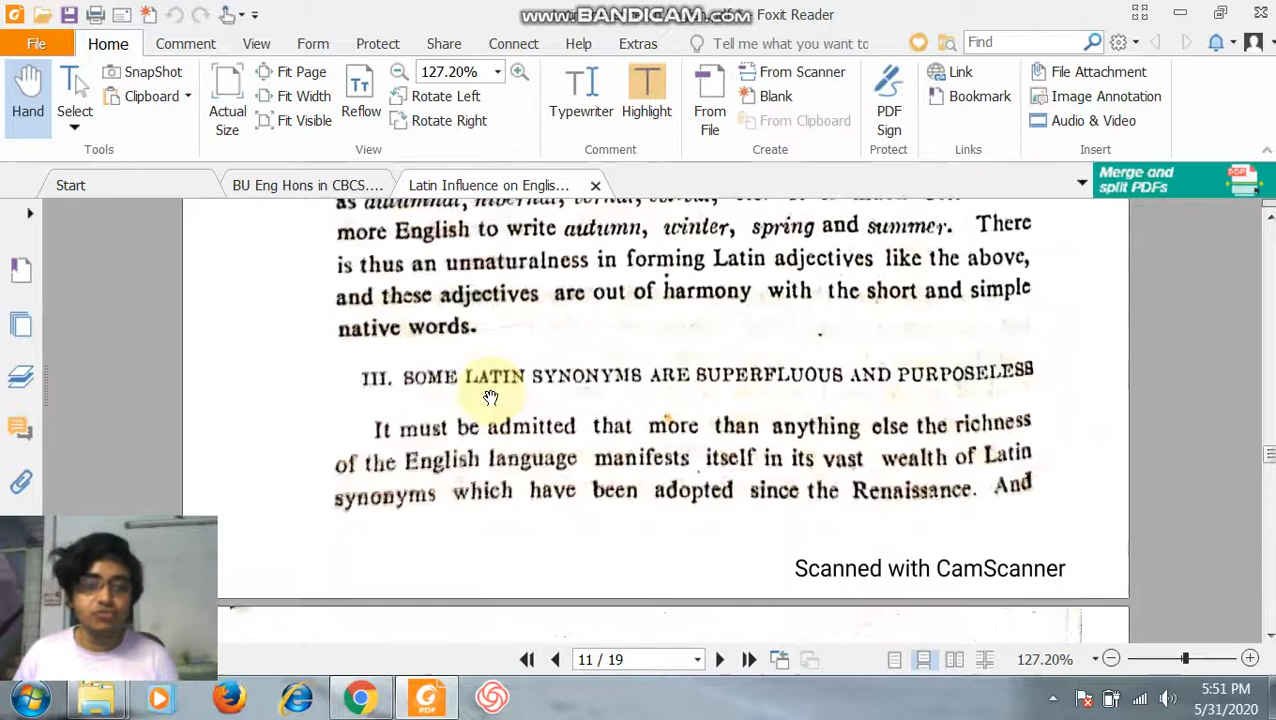 www.BANDICAM.com
Foxit Reader
File Home Comment View Form Protect Share Connect Help Extras Tell me what you want to Find
Hand
Select
SnapShot
Clipboard
Actual Size
Fit Page
Fit Width
Fit Visible
Reflow
127.20%
Rotate Left
Rotate Right
Typewriter
Highlight
From File
From Scanner
Blank
From Clipboard
PDF Sign
Link
Bookmark
File Attachment
Image Annotation
Audio & Video
Tools View Comment Create Protect Links Insert
Start BU Eng Hons in CBCS.... Latin Influence on Englis...
Merge and
split PDFs
more English to write autumn, winter, spring and summer. There
is thus an unnaturalness in forming Latin adjectives like the above,
and these adjectives are out of harmony with the short and simple
native words.
III. SOME LATIN SYNONYMS ARE SUPERFLUOUS AND PURPOSELESS
It must be admitted that more than anything else the richness
of the English language manifests itself in its vast wealth of Latin
synonyms which have been adopted since the Renaissance. And
Scanned with CamScanner
11 / 19
127.20%
5:51 PM
5/31/2020